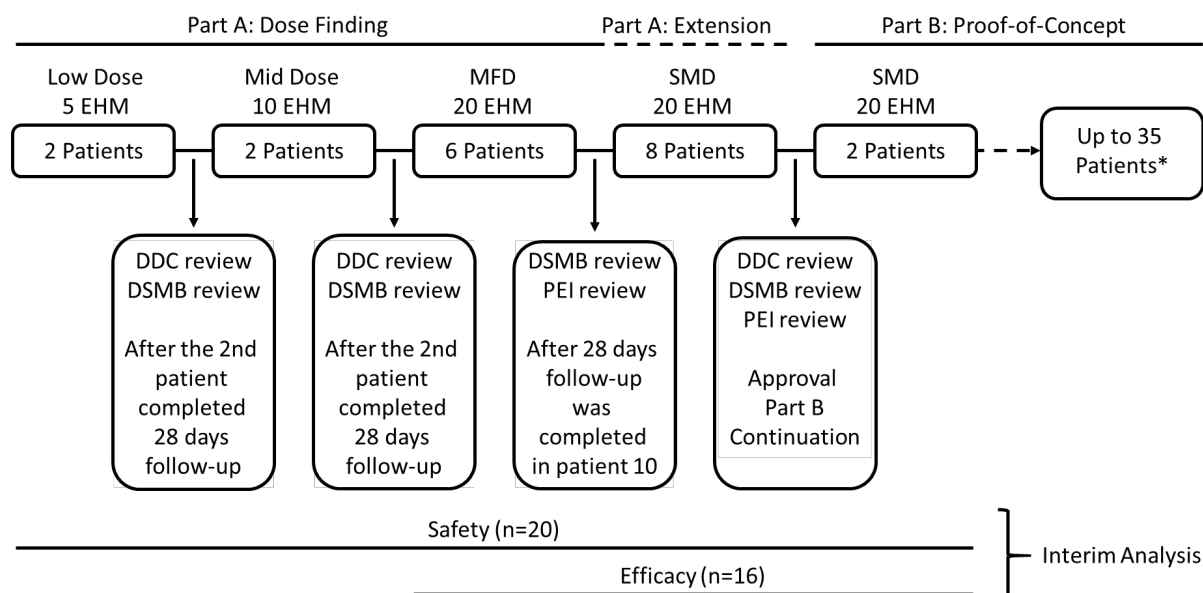 Part A: Dose Finding
Part A: Extension
Part B: Proof-of-Concept
Low Dose
5 EHM
2 Patients
Mid Dose
10 EHM
2 Patients
MFD
20 EHM
6 Patients
SMD
20 EHM
8 Patients
SMD
20 EHM
2 Patients
Up to 35
Patients*
DDC review
DSMB review
After the 2nd
patient
completed
28 days
follow-up
DDC review
DSMB review
After the 2nd
patient
completed
28 days
follow-up
DSMB review
PEI review
After 28 days
follow-up
was
completed
in patient 10
DDC review
DSMB review
PEI review
Approval
Part B
Continuation
Safety (n=20)
Efficacy (n=16)
Interim Analysis